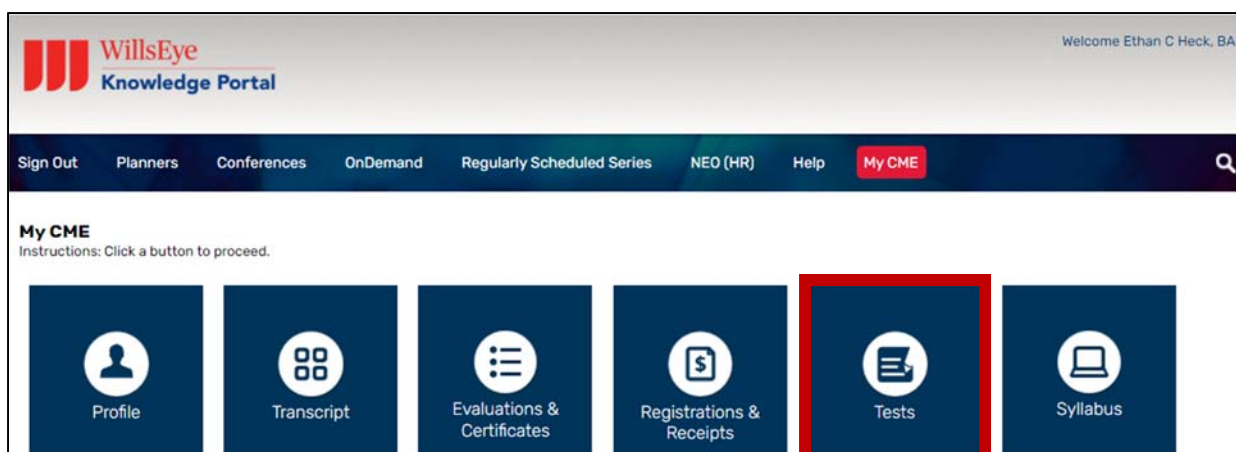 WillsEye
Knowledge Portal
Welcome Ethan C Heck, BA
Sign Out Planners Conferences OnDemand Regularly Scheduled Series NEO (HR) Help My CME
My CME
Instructions: Click a button to proceed.
Profile
Transcript
Evaluations &
Certificates
$
Registrations &
Receipts
Tests
Syllabus